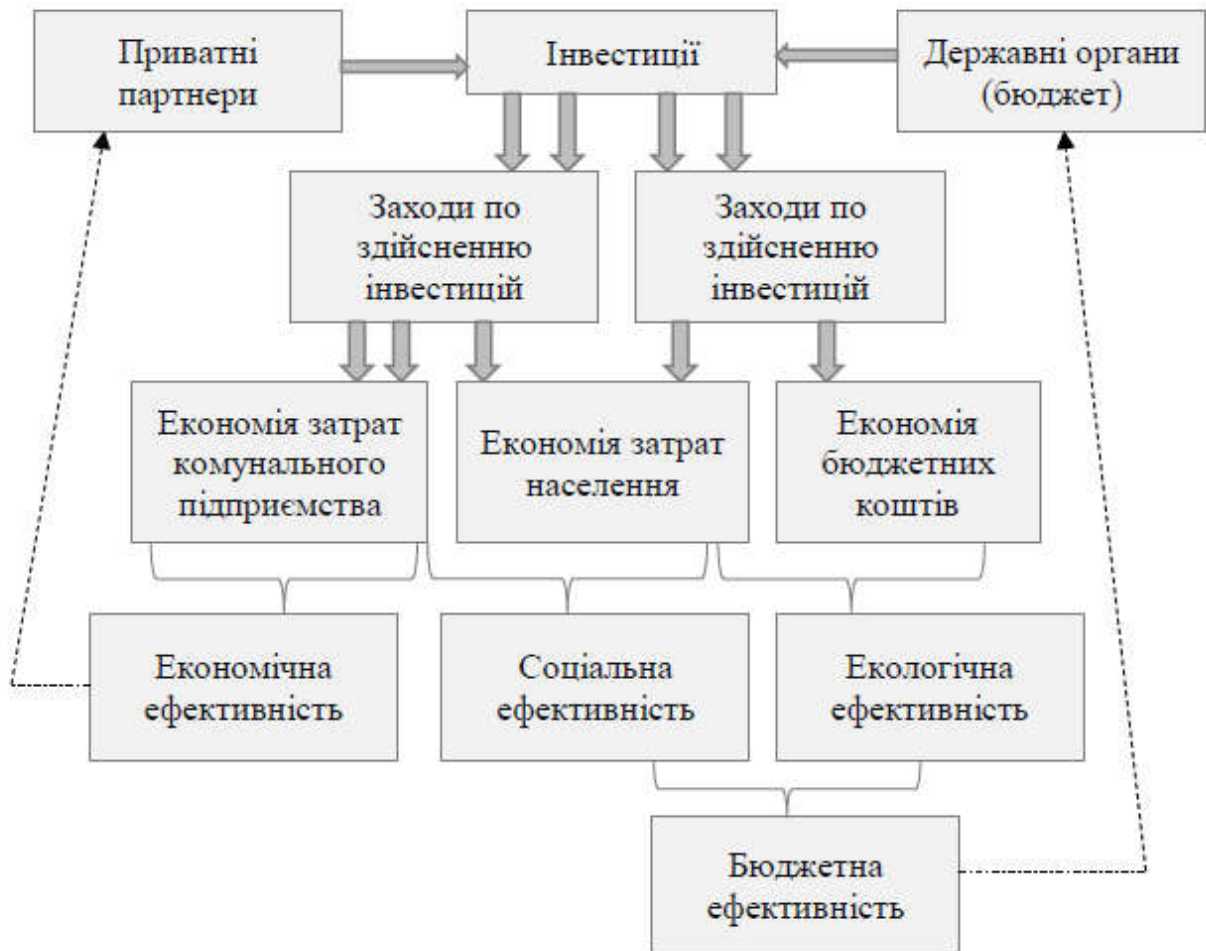 Приватні
партнери
Інвестиції
Державні органи
(бюджет)
Заходи по
здійсненню
інвестицій
Заходи по
здійсненню
інвестицій
Економія затрат
комунального
підприємства
Економія затрат
населення
Економія
бюджетних
коштів
Економічна
ефективність
Соціальна
ефективність
Екологічна
ефективність
Бюджетна
ефективність